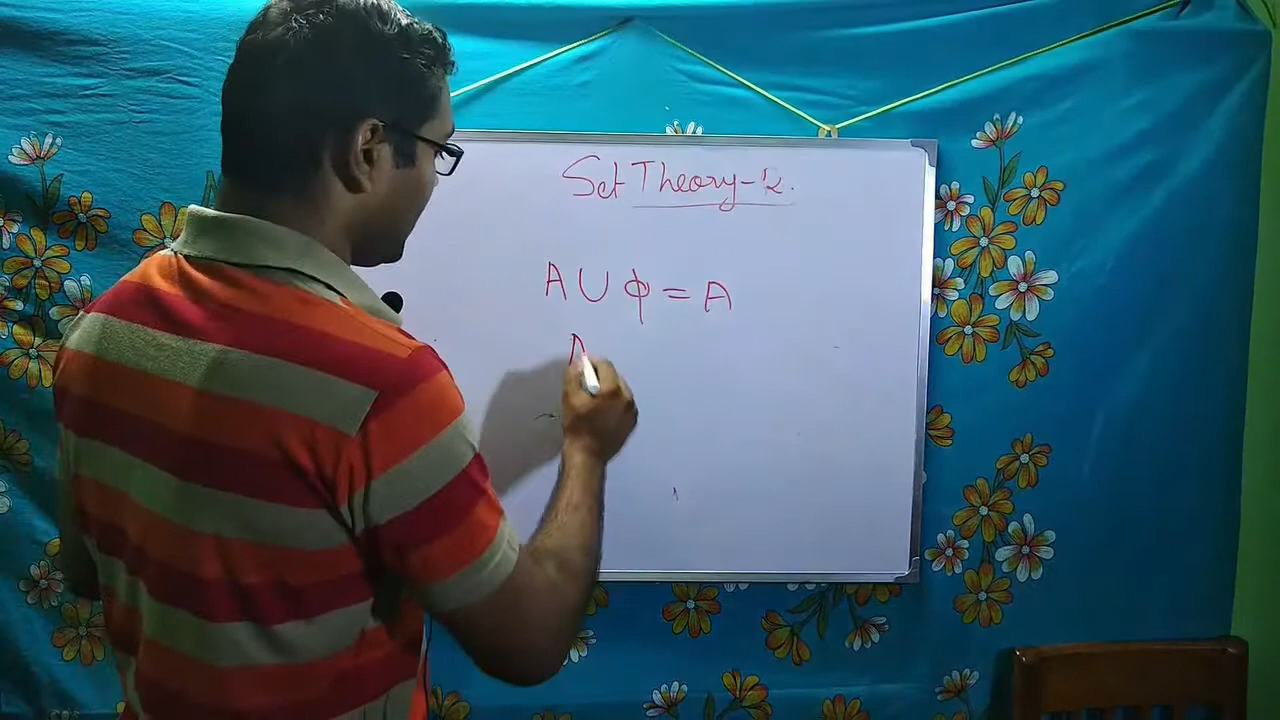 Set Theory-2.
A ∪ ϕ = A